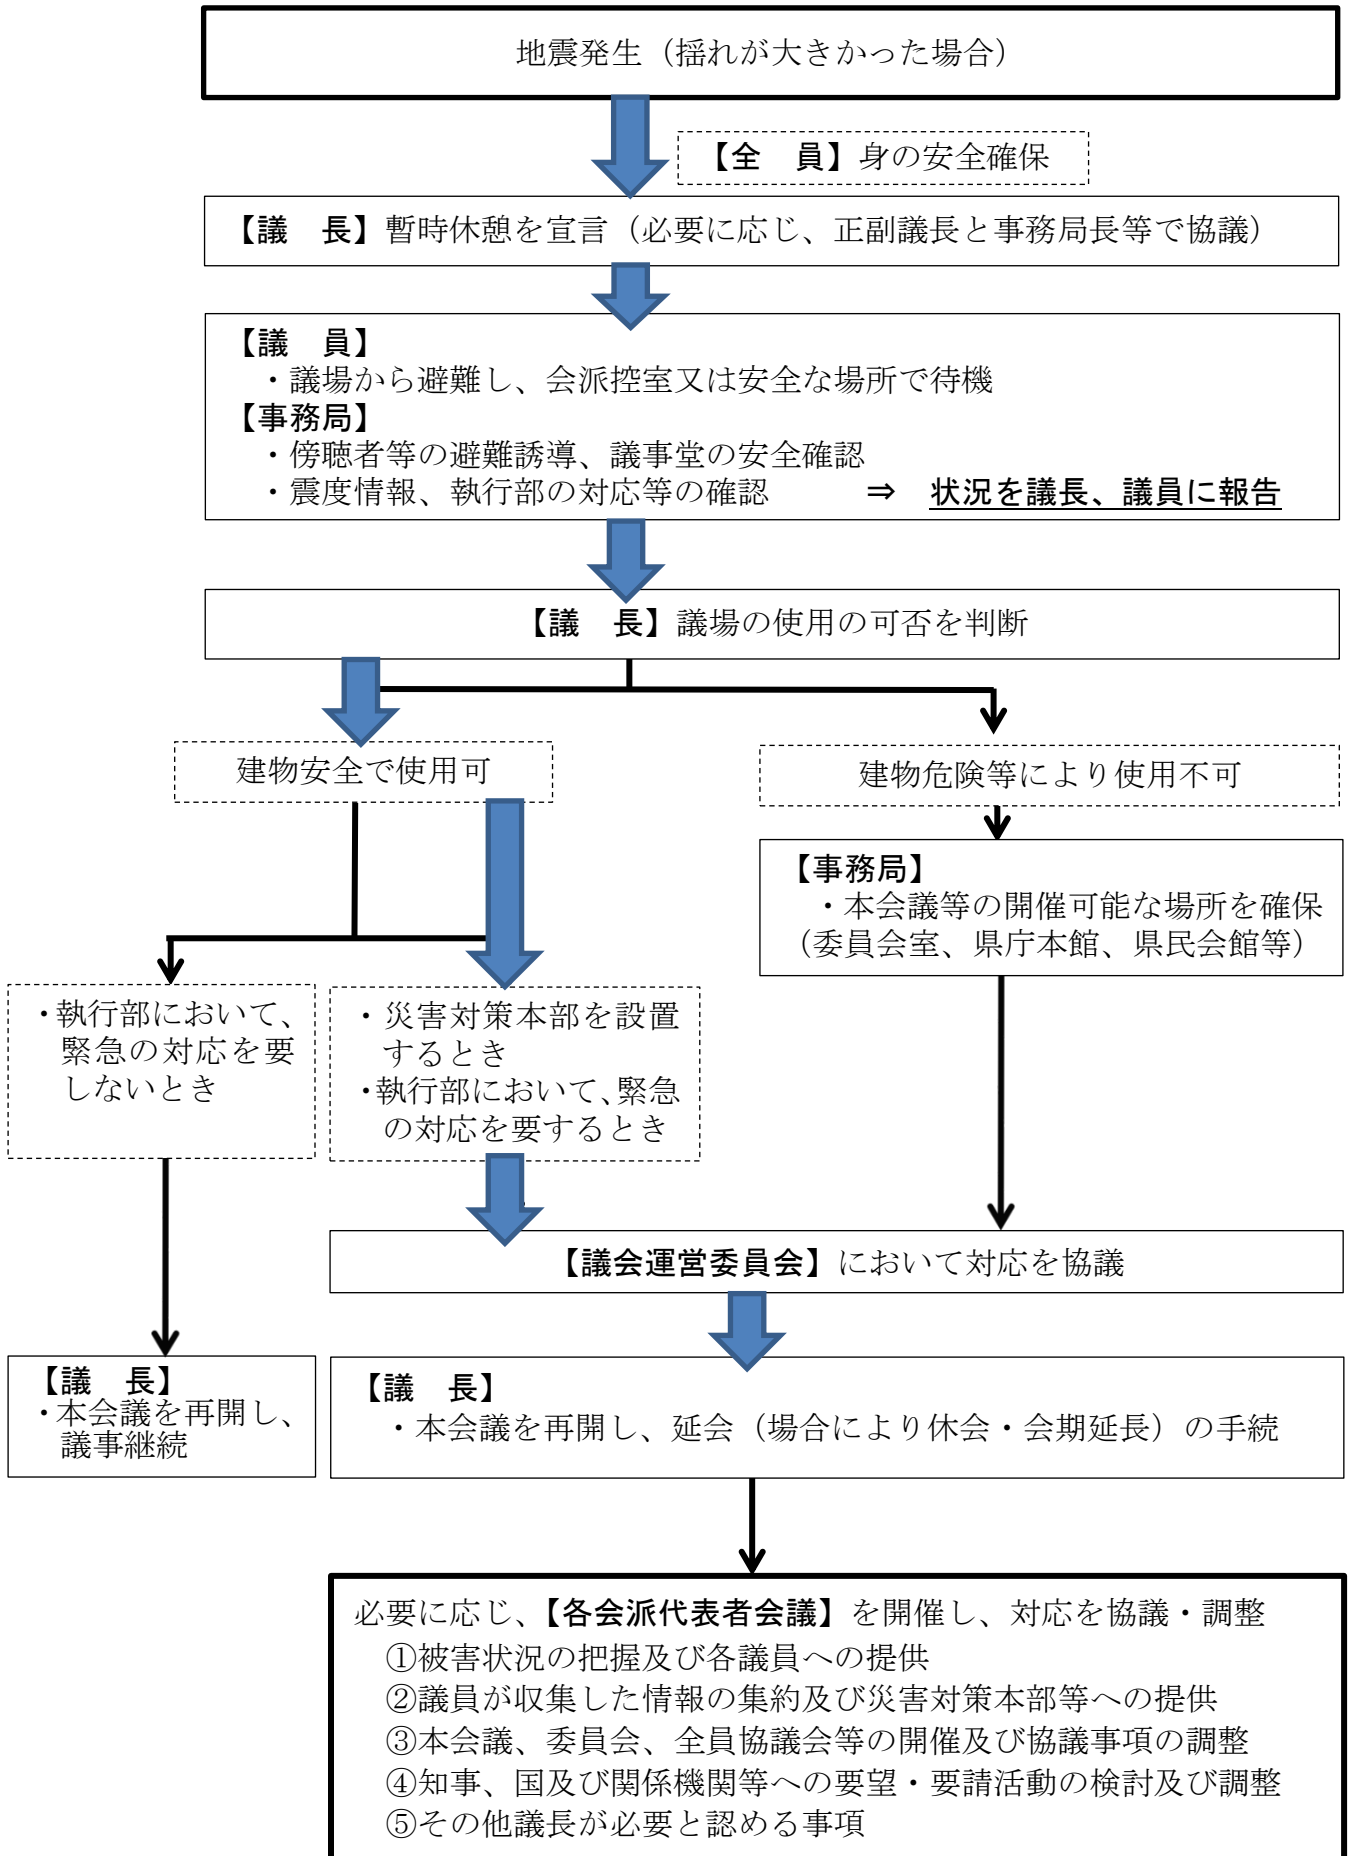 地震発生（揺れが大きかった場合）
【全　員】身の安全確保
【議　長】暫時休憩を宣言（必要に応じ、正副議長と事務局長等で協議）
【議　員】
・議場から避難し、会派控室又は安全な場所で待機
【事務局】
・傍聴者等の避難誘導、議事堂の安全確認
・震度情報、執行部の対応等の確認　　　⇒　状況を議長、議員に報告
【議　長】議場の使用の可否を判断
建物安全で使用可
建物危険等により使用不可
【事務局】
・本会議等の開催可能な場所を確保
（委員会室、県庁本館、県民会館等）
・執行部において、
緊急の対応を要
しないとき
・災害対策本部を設置
するとき
・執行部において、緊急
の対応を要するとき
【議会運営委員会】において対応を協議
【議　長】
・本会議を再開し、
議事継続
【議　長】
・本会議を再開し、延会（場合により休会・会期延長）の手続
必要に応じ、【各会派代表者会議】を開催し、対応を協議・調整
①被害状況の把握及び各議員への提供
②議員が収集した情報の集約及び災害対策本部等への提供
③本会議、委員会、全員協議会等の開催及び協議事項の調整
④知事、国及び関係機関等への要望・要請活動の検討及び調整
⑤その他議長が必要と認める事項